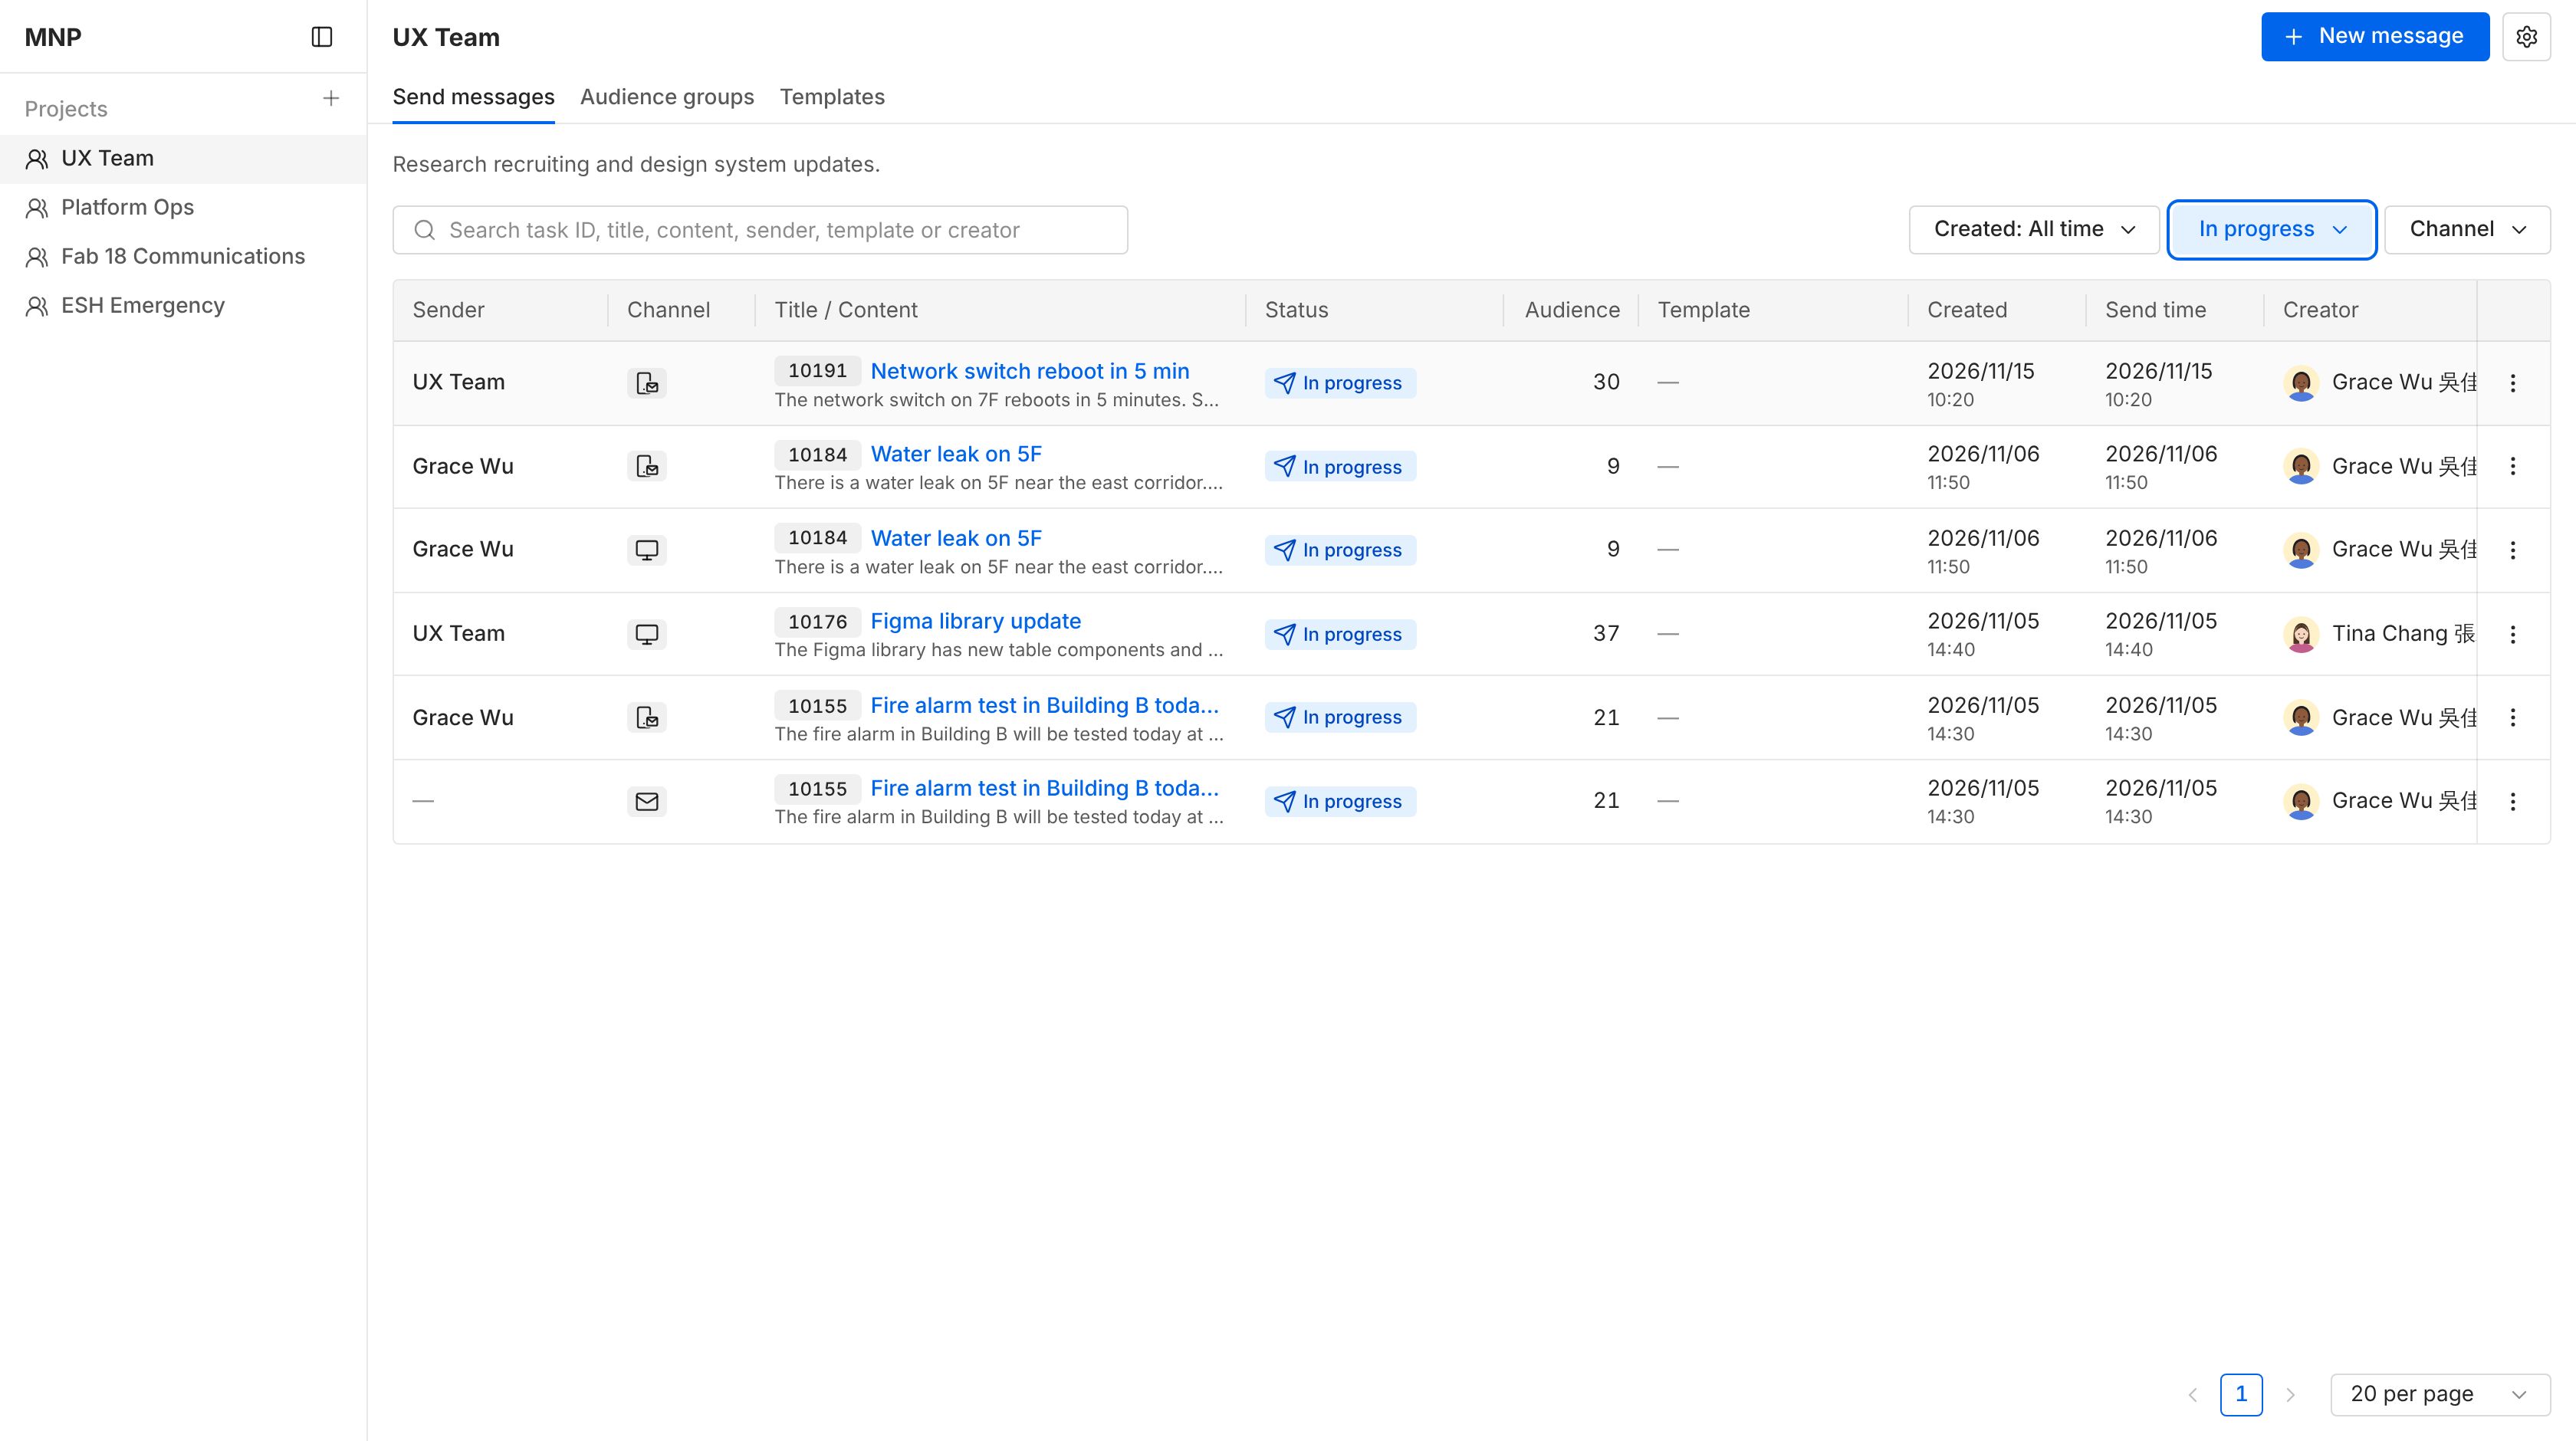 MNP
Projects
UX Team
Platform Ops
Fab 18 Communications
ESH Emergency
UX Team
New message
Send messages Audience groups Templates
Research recruiting and design system updates.
Search task ID, title, content, sender, template or creator
Created: All time
In progress
Channel
Sender Channel Title / Content Status Audience Template Created Send time Creator
UX Team 10191 Network switch reboot in 5 min In progress 30 — 2026/11/15 2026/11/15 Grace Wu 吳佳
The network switch on 7F reboots in 5 minutes. S... 10:20 10:20
Grace Wu 10184 Water leak on 5F In progress 9 — 2026/11/06 2026/11/06 Grace Wu 吳佳
There is a water leak on 5F near the east corridor.... 11:50 11:50
Grace Wu 10184 Water leak on 5F In progress 9 — 2026/11/06 2026/11/06 Grace Wu 吳佳
There is a water leak on 5F near the east corridor.... 11:50 11:50
UX Team 10176 Figma library update In progress 37 — 2026/11/05 2026/11/05 Tina Chang 張
The Figma library has new table components and ... 14:40 14:40
Grace Wu 10155 Fire alarm test in Building B toda... In progress 21 — 2026/11/05 2026/11/05 Grace Wu 吳佳
The fire alarm in Building B will be tested today at ... 14:30 14:30
— 10155 Fire alarm test in Building B toda... In progress 21 — 2026/11/05 2026/11/05 Grace Wu 吳佳
The fire alarm in Building B will be tested today at ... 14:30 14:30
1
20 per page